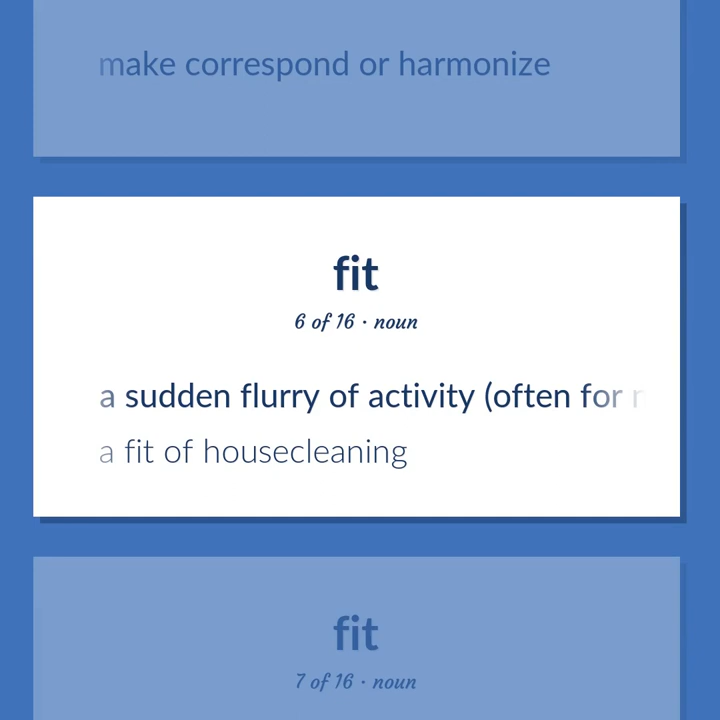 make correspond or harmonize
fit
6 of 16 · noun
a sudden flurry of activity (often for
a fit of housecleaning
fit
7 of 16 · noun